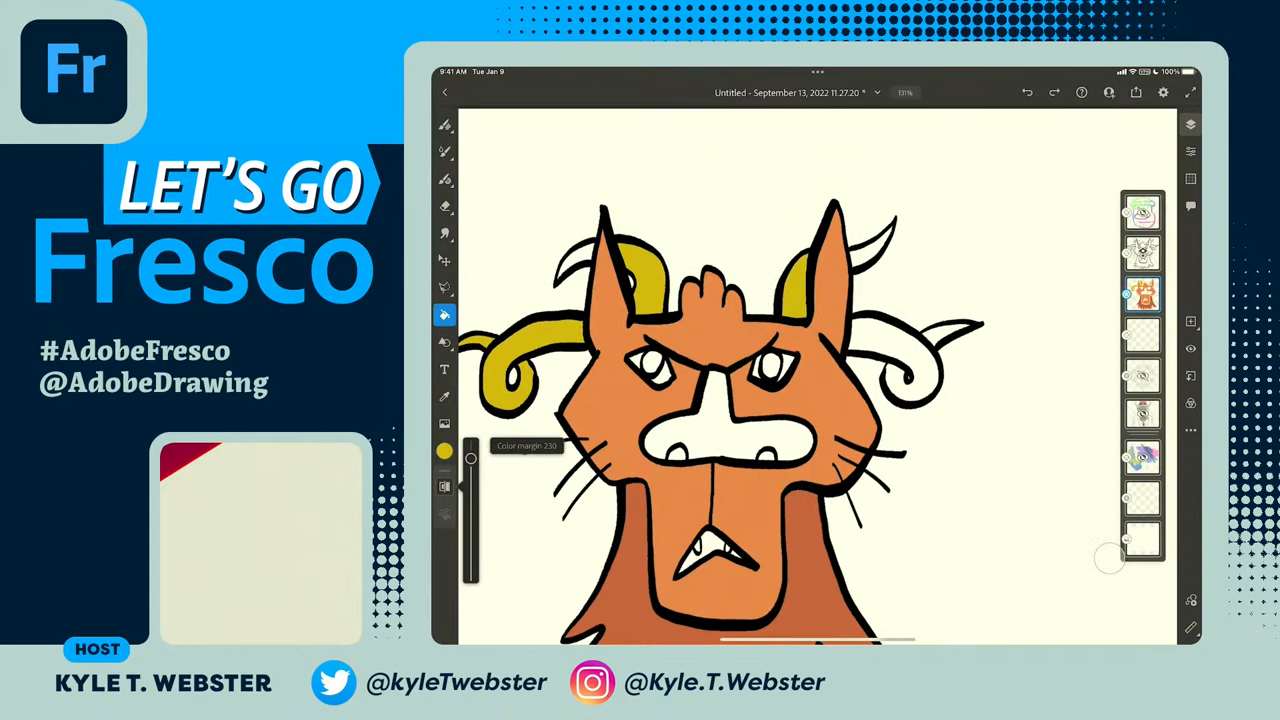 Fr
LET'S GO
Fresco
#AdobeFresco
@AdobeDrawing
9:41 AM Tue Jan 9
100%
Untitled - September 13, 2022 11.27.20 *
131%
T
Color margin 230
HOST
KYLE T. WEBSTER
@kyleTwebster
@Kyle.T.Webster